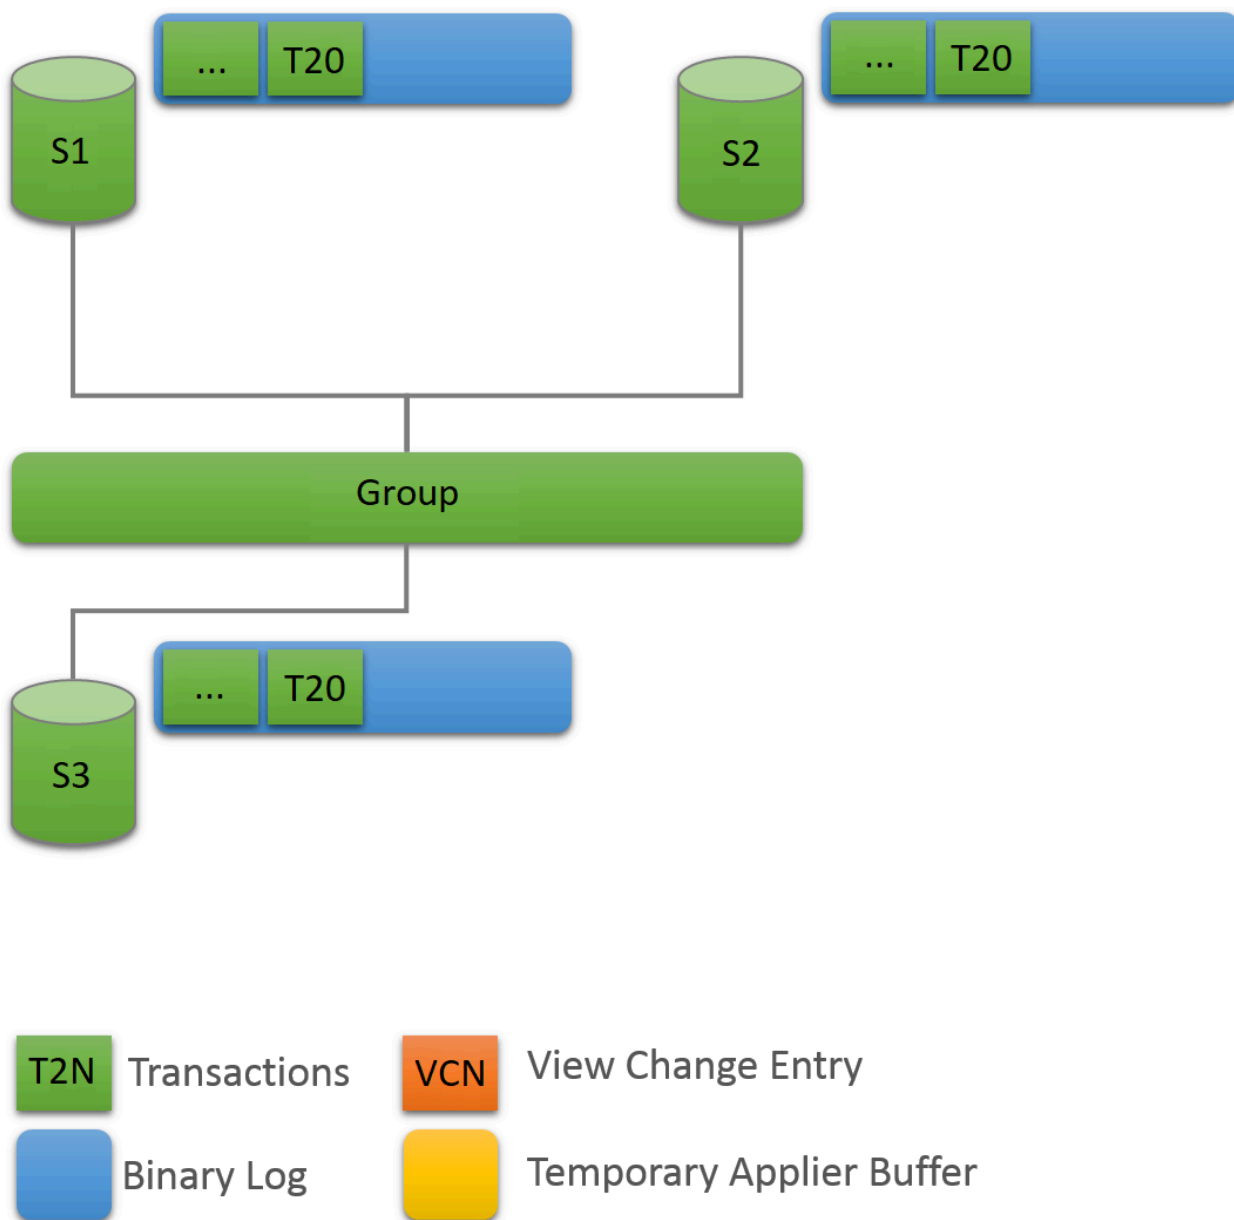 ... T20
... T20
S1
S2
Group
... T20
S3
T2N Transactions
VCN View Change Entry
Binary Log
Temporary Applier Buffer